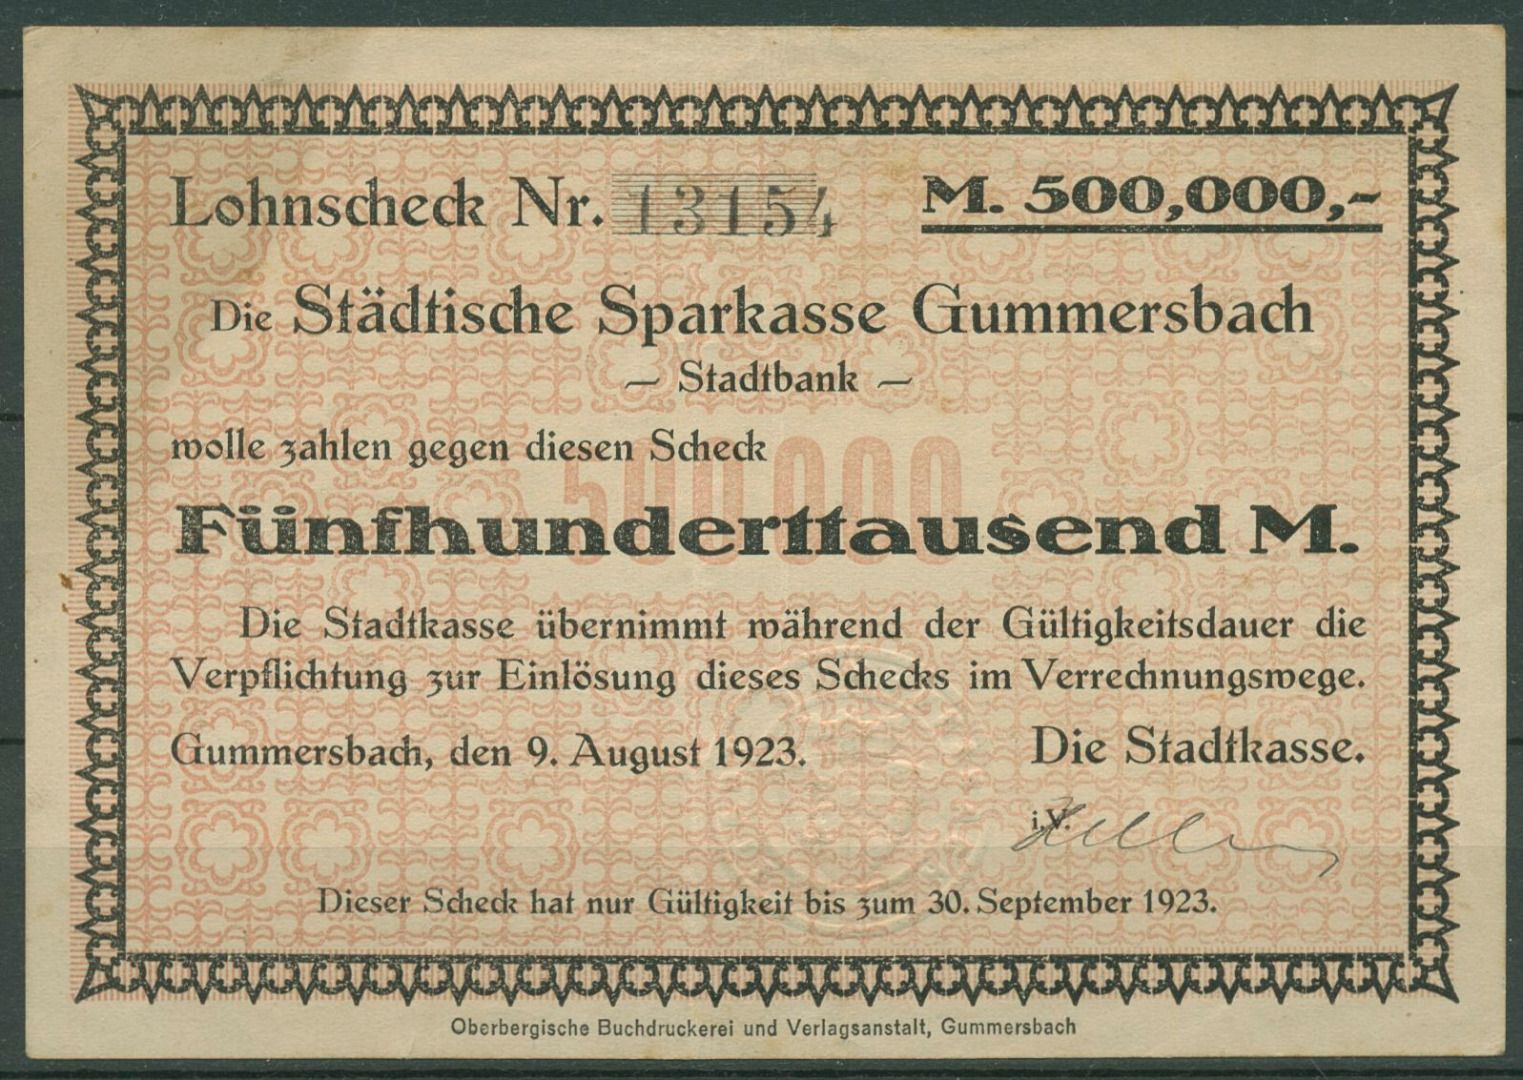 Lohnscheck Nr. 13154 M. 500,000,-
Die Städtische Sparkasse Gummersbach
– Stadtbank –
wolle zahlen gegen diesen Scheck
500,000
Fünfhunderttausend M.
Die Stadtkasse übernimmt während der Gültigkeitsdauer die
Verpflichtung zur Einlösung dieses Schecks im Verrechnungswege.
Gummersbach, den 9. August 1923. Die Stadtkasse.
i.V.
Dieser Scheck hat nur Gültigkeit bis zum 30. September 1923.
Oberbergische Buchdruckerei und Verlagsanstalt, Gummersbach